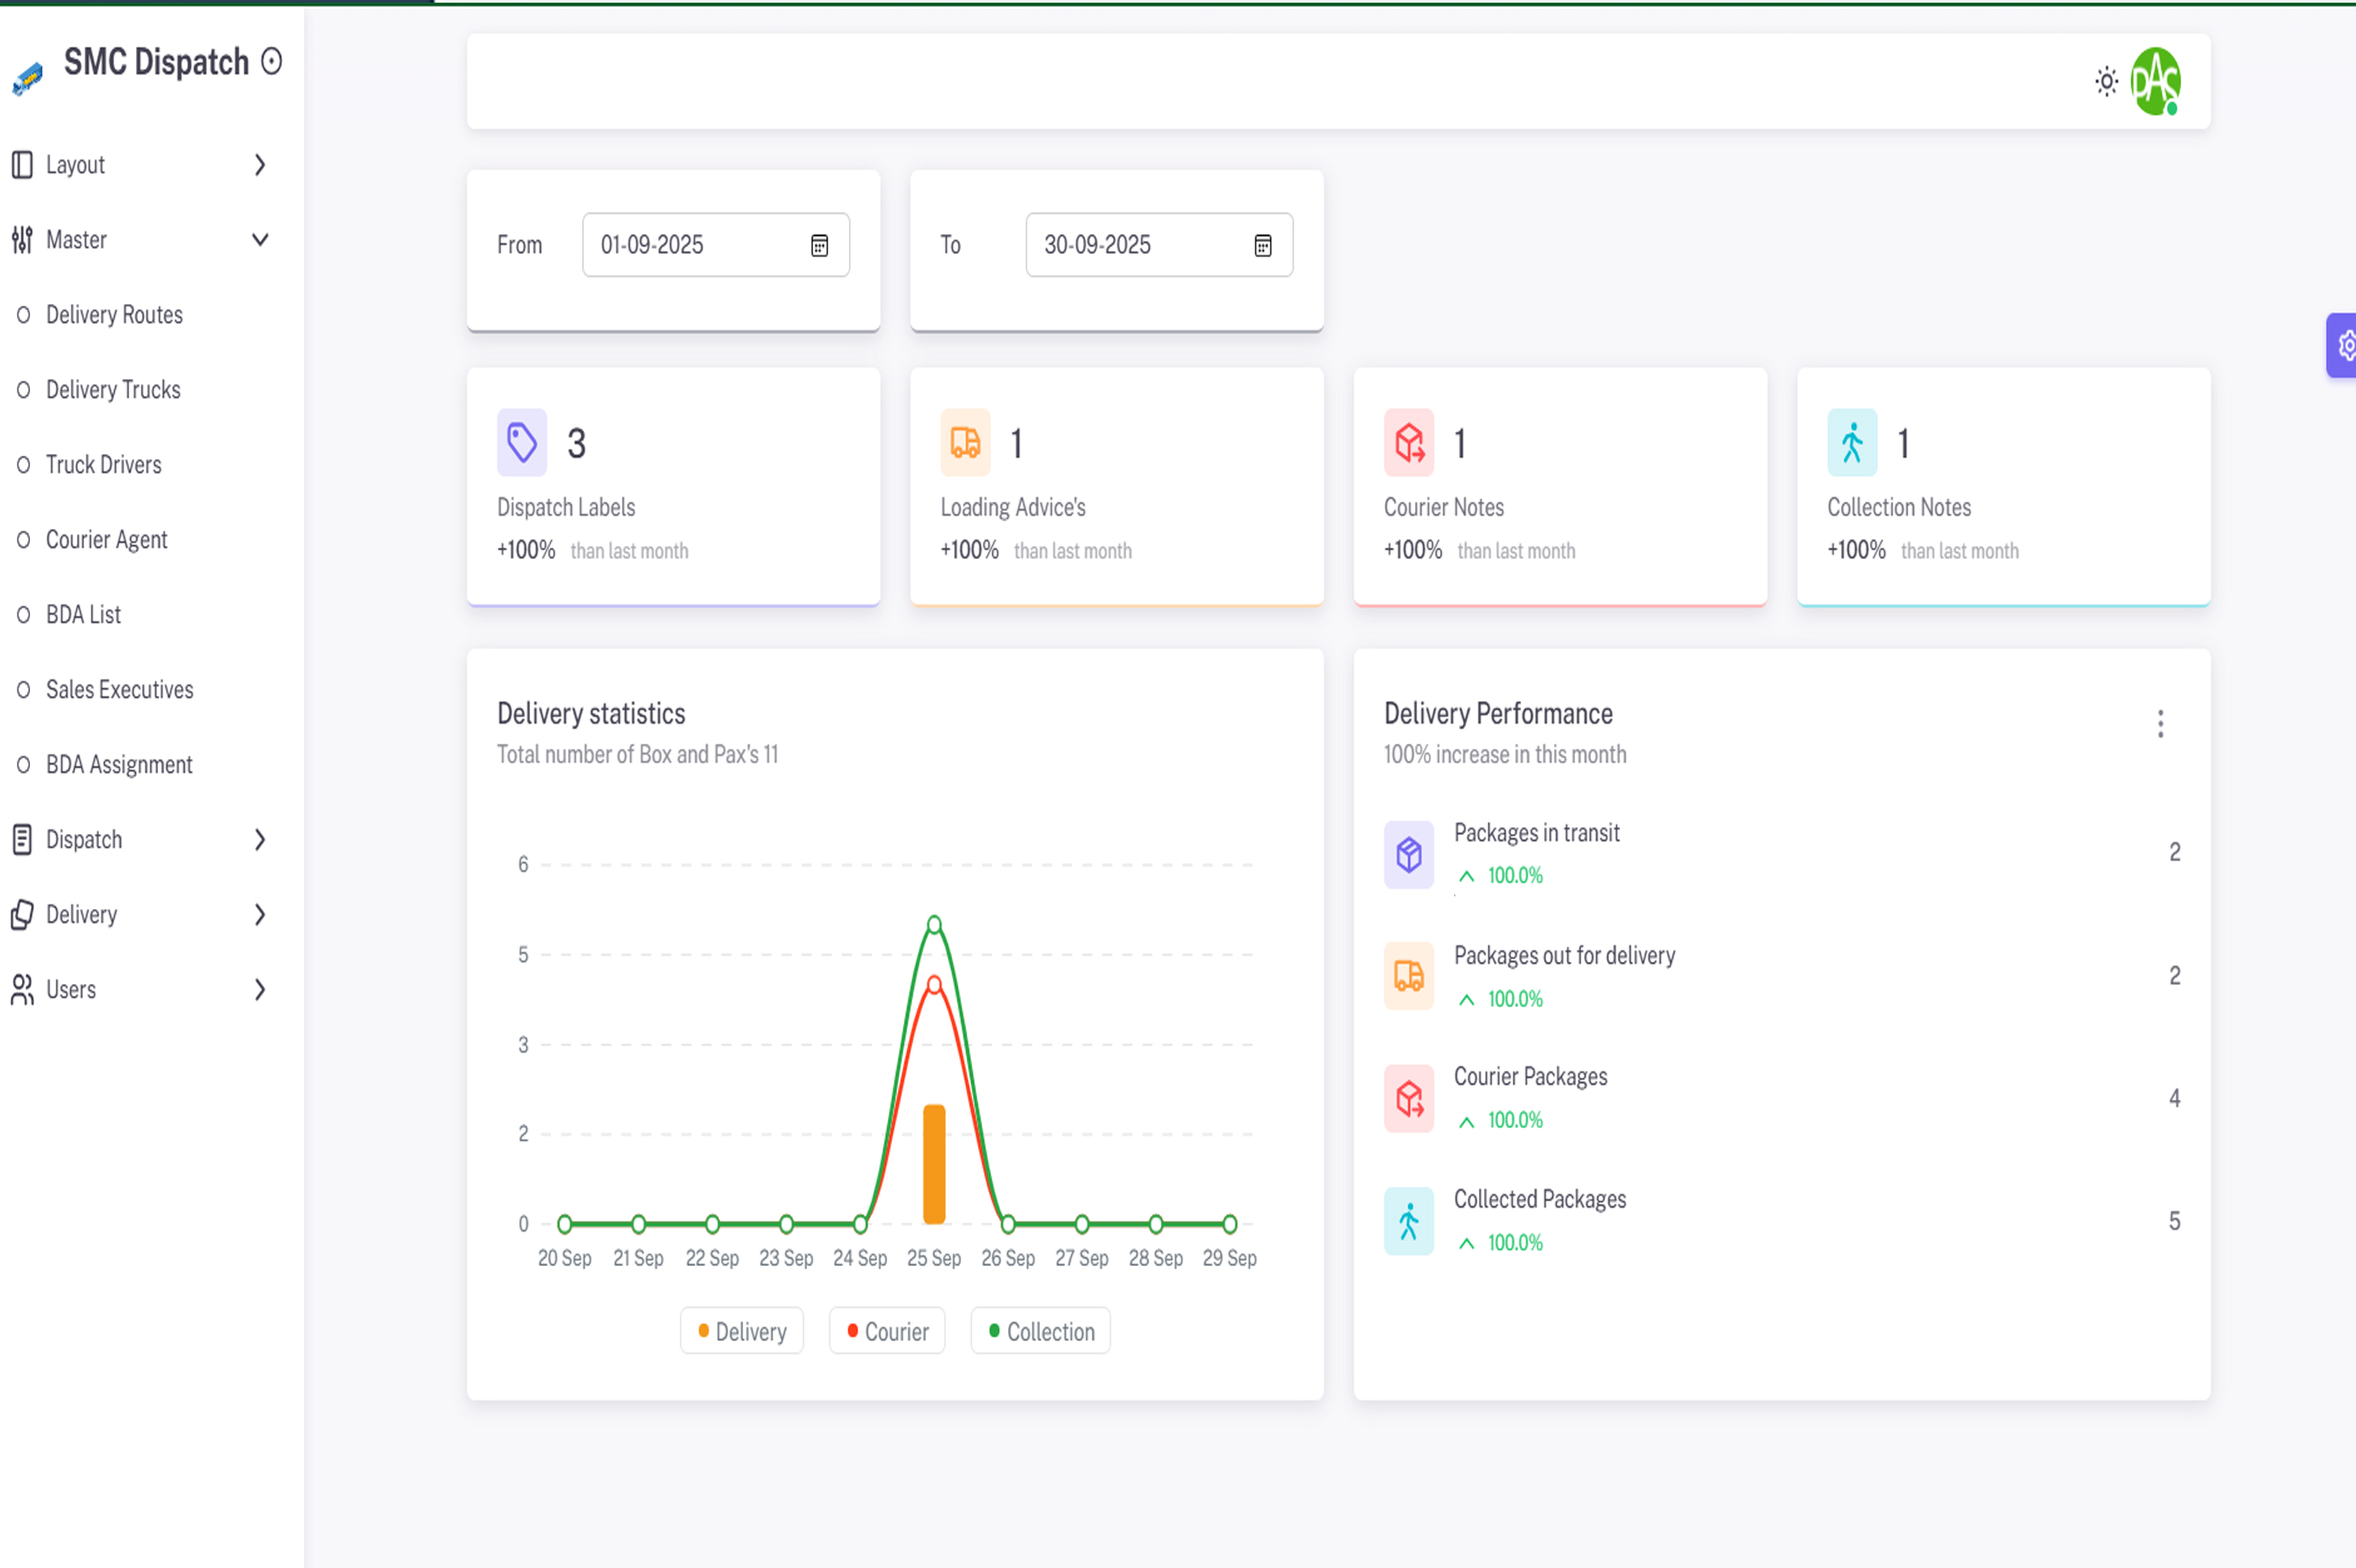 SMC Dispatch
Layout
Master
Delivery Routes
Delivery Trucks
Truck Drivers
Courier Agent
BDA List
Sales Executives
BDA Assignment
Dispatch
Delivery
Users
DAS
From 01-09-2025
To 30-09-2025
3
Dispatch Labels
+100% than last month
1
Loading Advice's
+100% than last month
1
Courier Notes
+100% than last month
1
Collection Notes
+100% than last month
Delivery statistics
Total number of Box and Pax's 11
6
5
3
2
0
20 Sep 21 Sep 22 Sep 23 Sep 24 Sep 25 Sep 26 Sep 27 Sep 28 Sep 29 Sep
Delivery Courier Collection
Delivery Performance
100% increase in this month
Packages in transit
100.0%
2
Packages out for delivery
100.0%
2
Courier Packages
100.0%
4
Collected Packages
100.0%
5